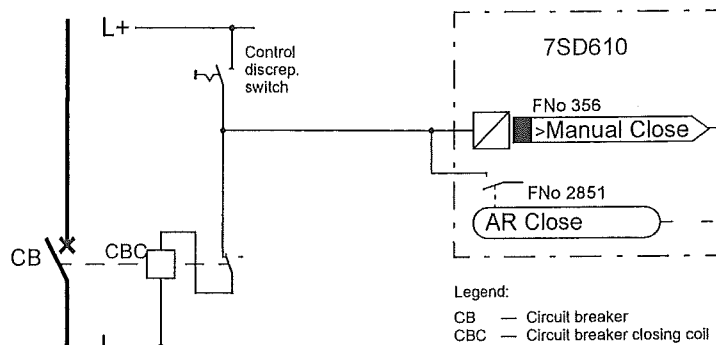 L+
Control
discrep.
switch
7SD610
FNo 356
>Manual Close
FNo 2851
AR Close
CB
CBC
Legend:
CB — Circuit breaker
CBC — Circuit breaker closing coil